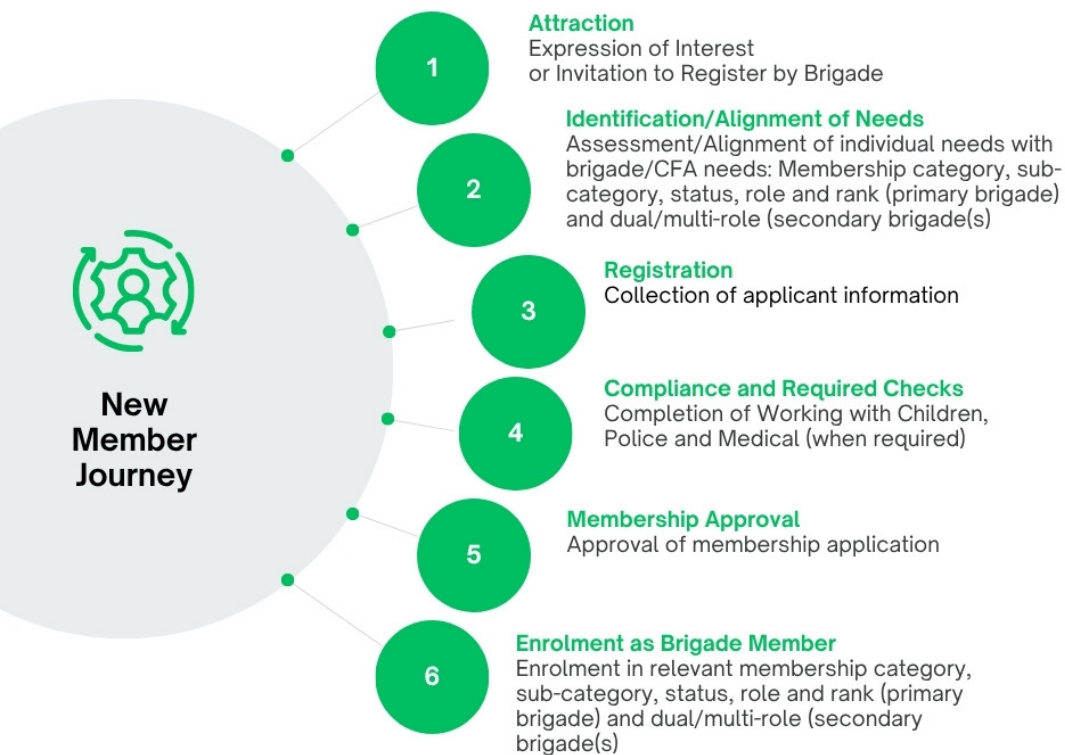 New
Member
Journey
1
Attraction
Expression of Interest
or Invitation to Register by Brigade
2
Identification/Alignment of Needs
Assessment/Alignment of individual needs with
brigade/CFA needs: Membership category, sub-
category, status, role and rank (primary brigade)
and dual/multi-role (secondary brigade(s)
3
Registration
Collection of applicant information
4
Compliance and Required Checks
Completion of Working with Children,
Police and Medical (when required)
5
Membership Approval
Approval of membership application
6
Enrolment as Brigade Member
Enrolment in relevant membership category,
sub-category, status, role and rank (primary
brigade) and dual/multi-role (secondary
brigade(s)